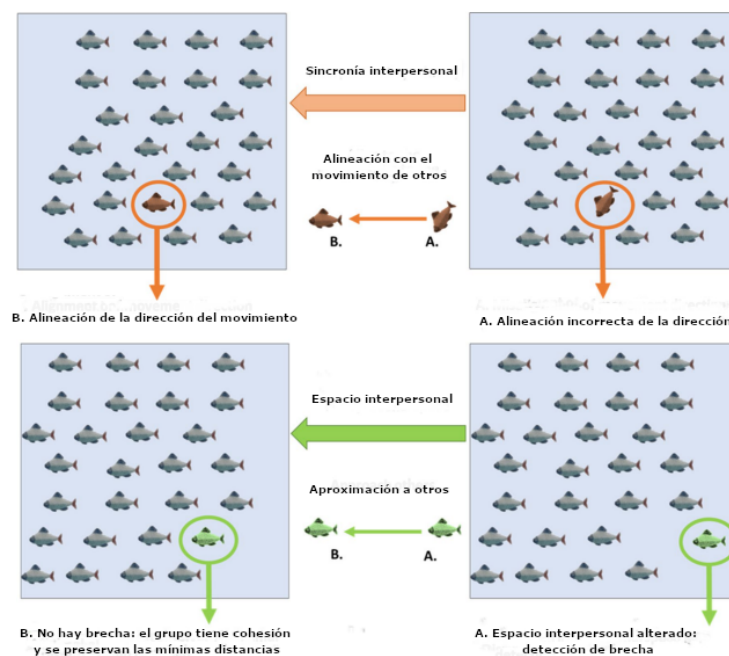 Sincronía interpersonal
Alineación con el
movimiento de otros
B.
A.
B. Alineación de la dirección del movimiento
A. Alineación incorrecta de la dirección
Espacio interpersonal
Aproximación a otros
B.
A.
B. No hay brecha: el grupo tiene cohesión
y se preservan las mínimas distancias
A. Espacio interpersonal alterado:
detección de brecha